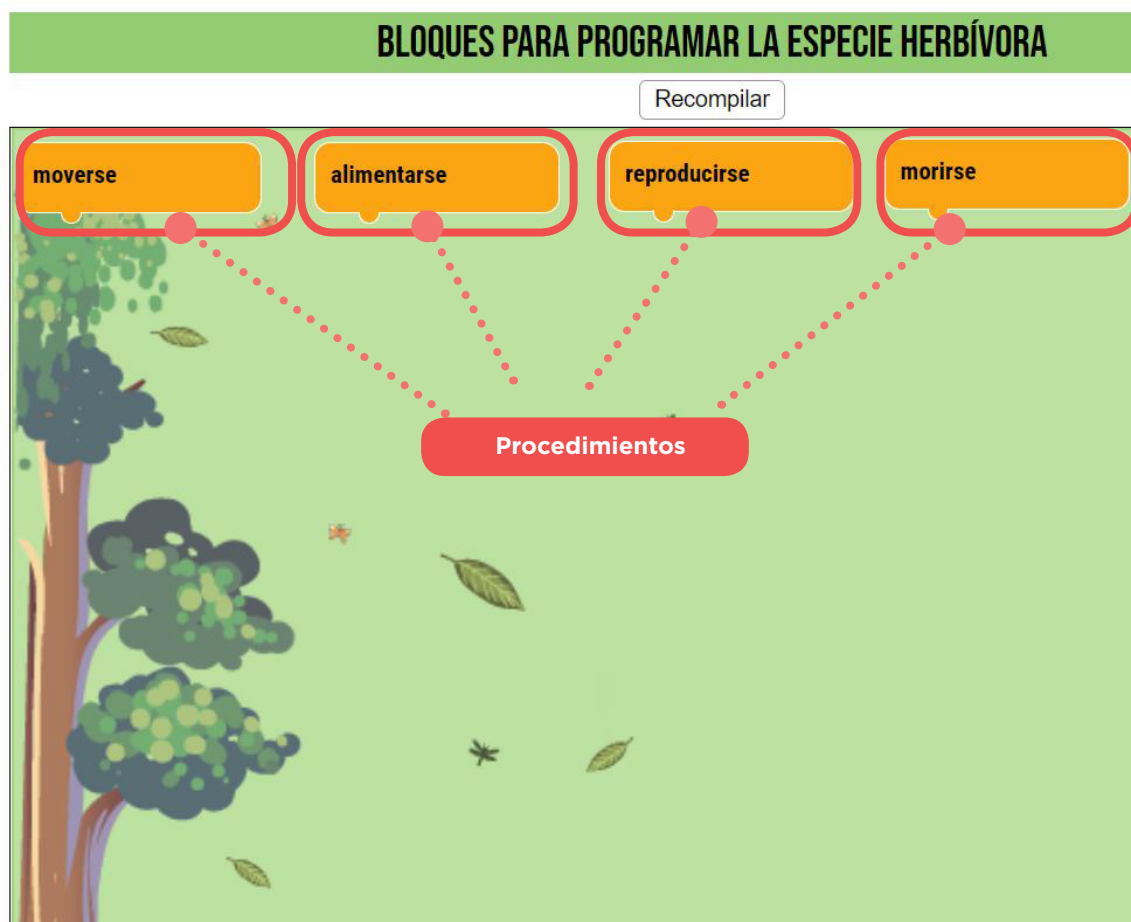 BLOQUES PARA PROGRAMAR LA ESPECIE HERBÍVORA
Recompilar
moverse
alimentarse
reproducirse
morirse
Procedimientos